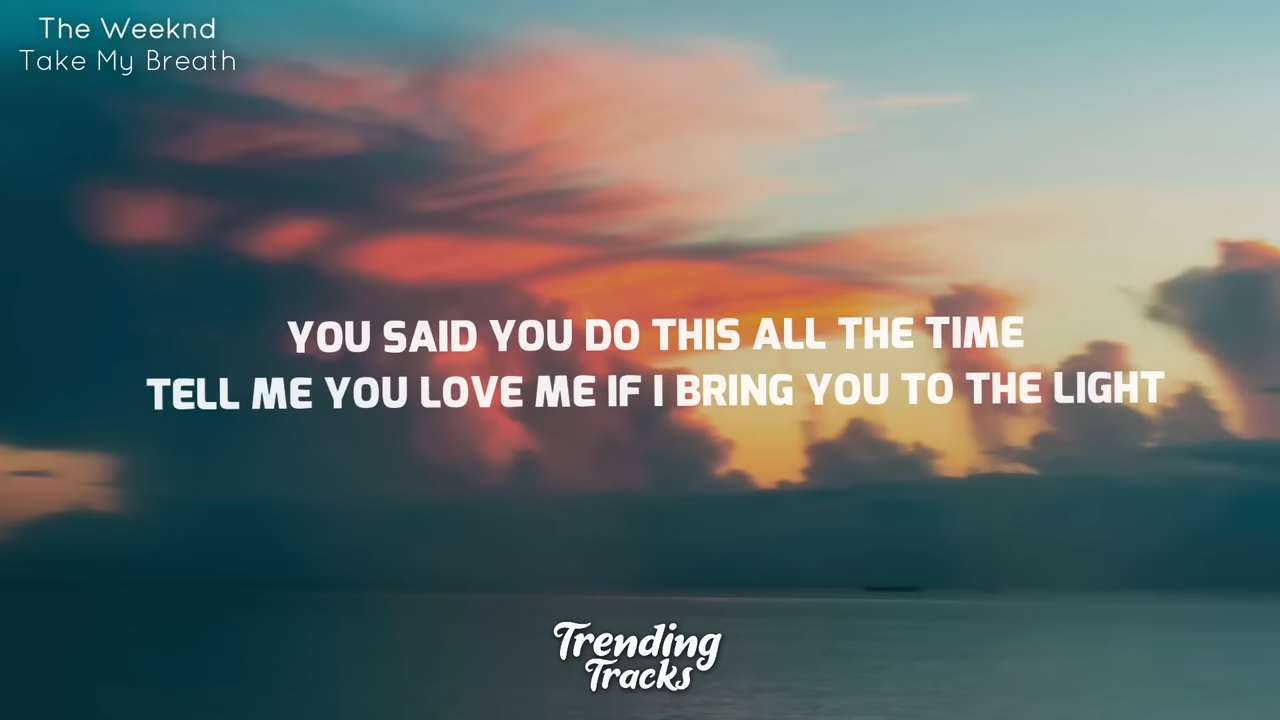 The Weeknd
Take My Breath
YOU SAID YOU DO THIS ALL THE TIME
TELL ME YOU LOVE ME IF I BRING YOU TO THE LIGHT
Trending
Tracks